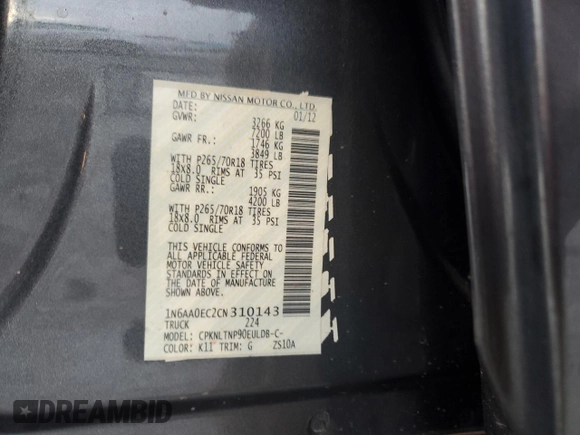 MFD BY NISSAN MOTOR CO., LTD.
DATE: 01/12
GVWR: 3266 KG
7200 LB
GAWR FR.: 1746 KG
3849 LB
WITH P265/70R18 TIRES
18x8.0 RIMS AT 35 PSI
COLD SINGLE
GAWR RR.: 1905 KG
4200 LB
WITH P265/70R18 TIRES
18x8.0 RIMS AT 35 PSI
COLD SINGLE
THIS VEHICLE CONFORMS TO
ALL APPLICABLE FEDERAL
MOTOR VEHICLE SAFETY
STANDARDS IN EFFECT ON
THE DATE OF MANUFACTURE
SHOWN ABOVE.
1N6AA0EC2CN310143
TRUCK 224
MODEL: CPKNLTNP90EULDB-C-
COLOR: K11 TRIM: G ZS10A
DREAMBID